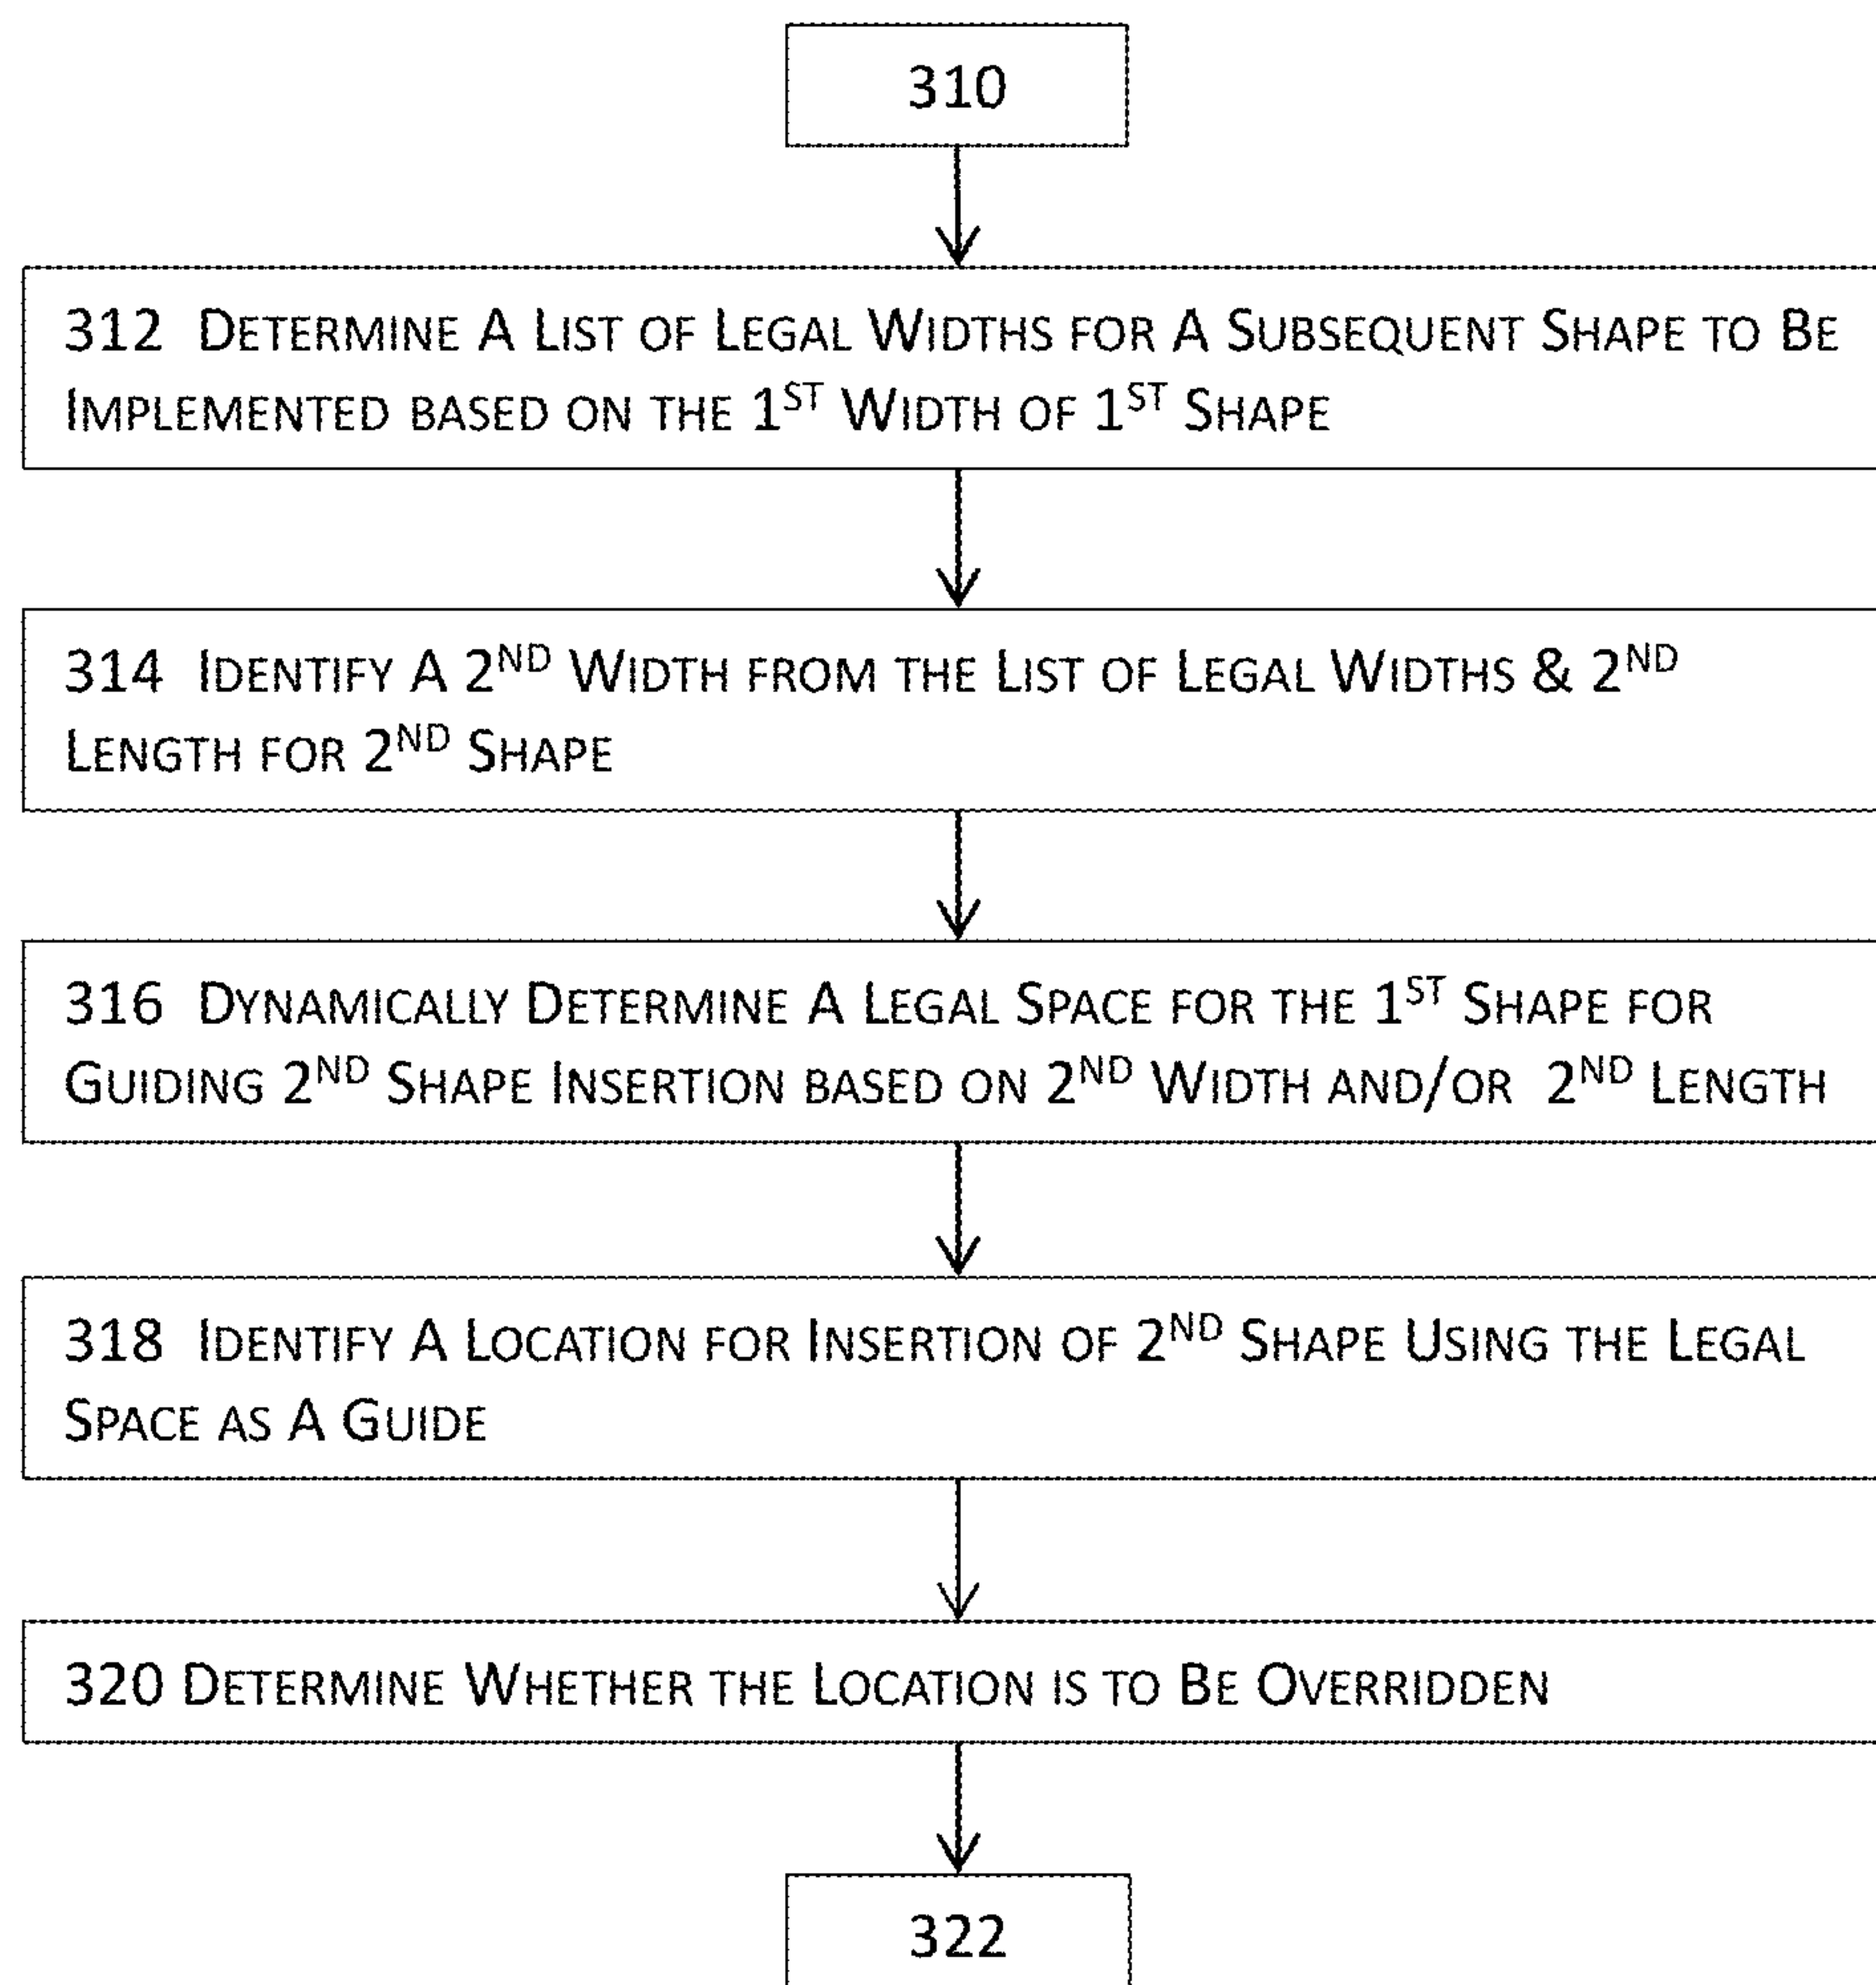 310
312 DETERMINE A LIST OF LEGAL WIDTHS FOR A SUBSEQUENT SHAPE TO BE
IMPLEMENTED BASED ON THE 1ST WIDTH OF 1ST SHAPE
314 IDENTIFY A 2ND WIDTH FROM THE LIST OF LEGAL WIDTHS & 2ND
LENGTH FOR 2ND SHAPE
316 DYNAMICALLY DETERMINE A LEGAL SPACE FOR THE 1ST SHAPE FOR
GUIDING 2ND SHAPE INSERTION BASED ON 2ND WIDTH AND/OR 2ND LENGTH
318 IDENTIFY A LOCATION FOR INSERTION OF 2ND SHAPE USING THE LEGAL
SPACE AS A GUIDE
320 DETERMINE WHETHER THE LOCATION IS TO BE OVERRIDDEN
322